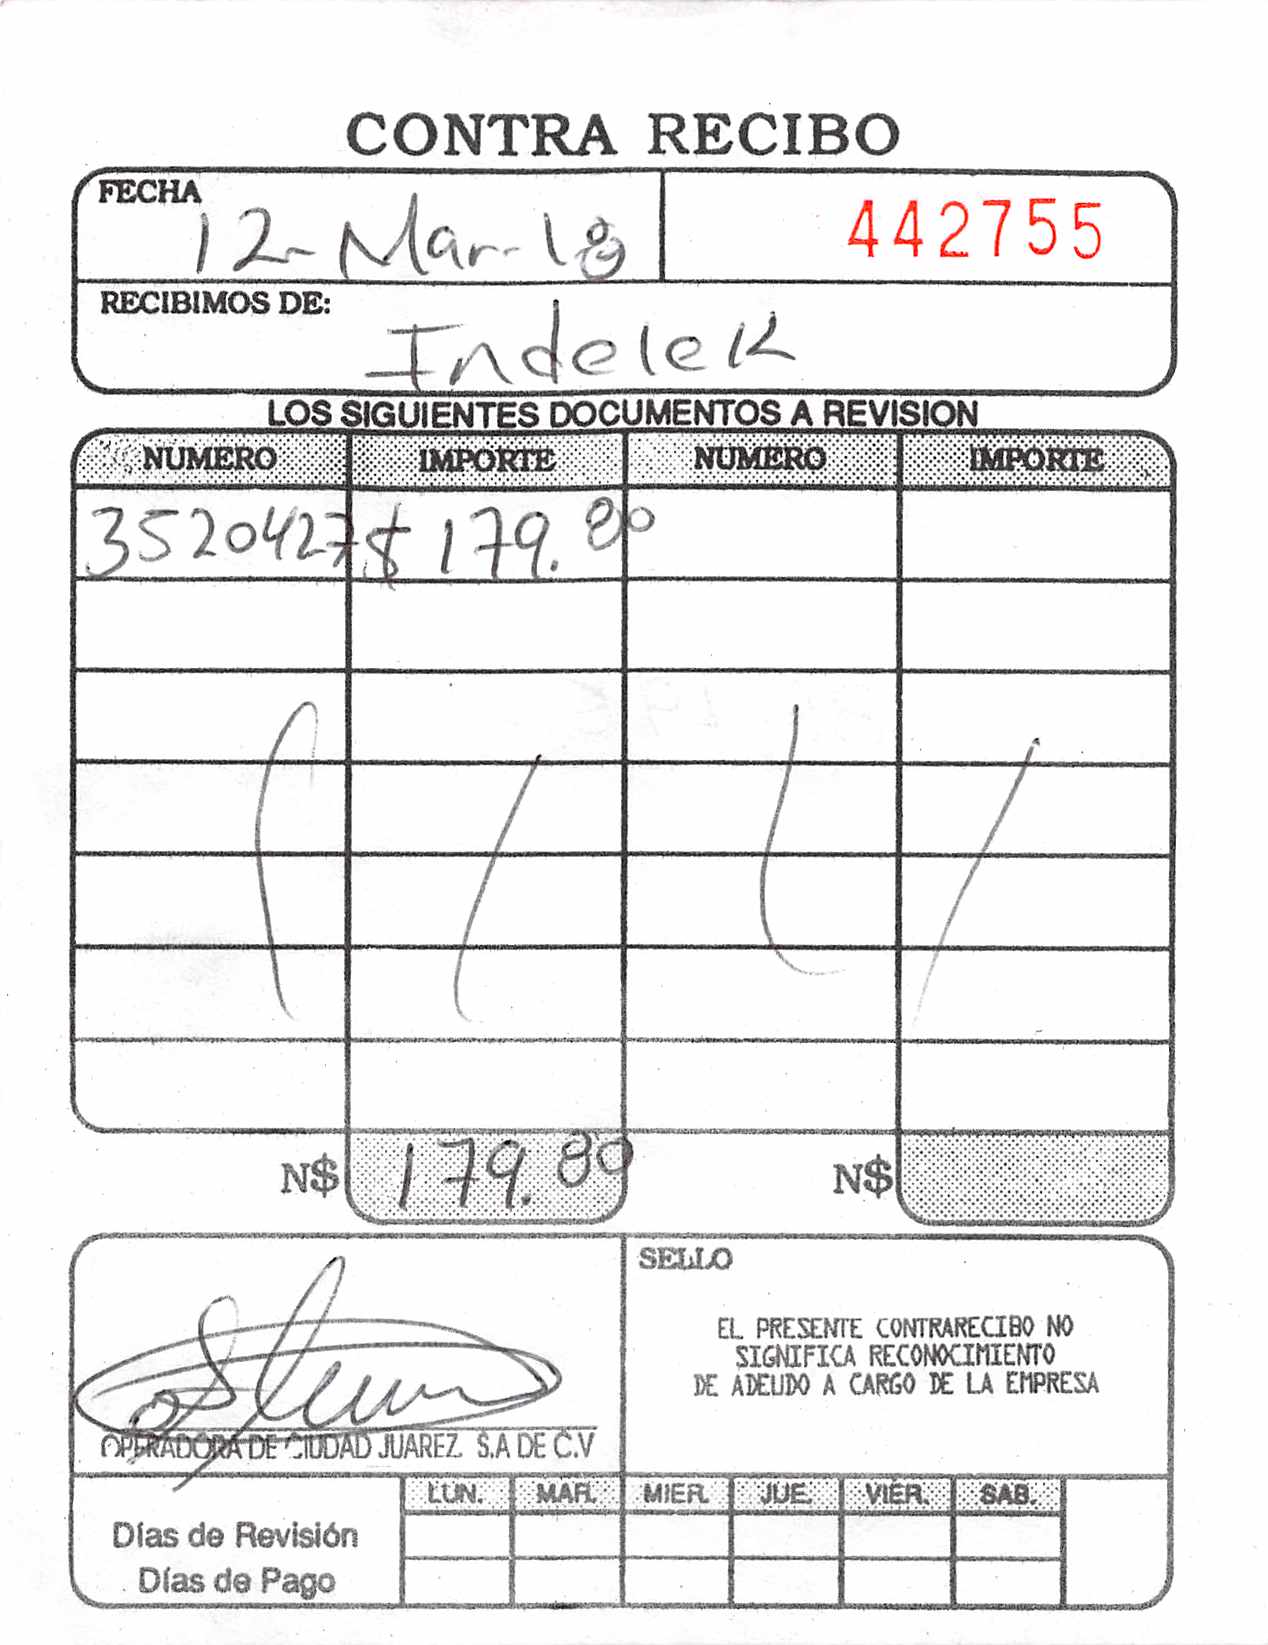 CONTRA RECIBO
FECHA
12-Mar-18
442755
RECIBIMOS DE:
Indelek
LOS SIGUIENTES DOCUMENTOS A REVISION
NUMERO IMPORTE NUMERO IMPORTE
3520427 $ 179.80
N$ 179.80 N$
SELLO
EL PRESENTE CONTRARECIBO NO
SIGNIFICA RECONOCIMIENTO
DE ADEUDO A CARGO DE LA EMPRESA
OPERADORA DE CIUDAD JUAREZ. S.A DE C.V
LUN. MAR. MIER. JUE. VIER. SAB.
Días de Revisión
Días de Pago